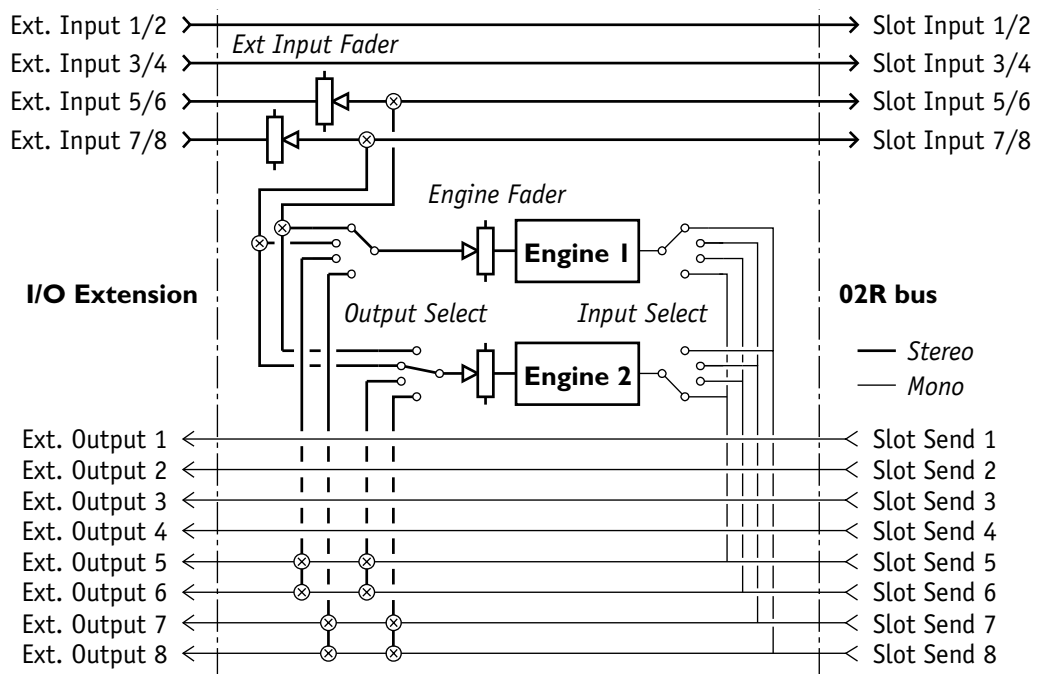 Ext. Input 1/2
Slot Input 1/2
Ext Input Fader
Ext. Input 3/4
Slot Input 3/4
Ext. Input 5/6
Slot Input 5/6
Ext. Input 7/8
Slot Input 7/8
Engine Fader
Engine 1
I/O Extension
02R bus
Output Select
Input Select
Stereo
Engine 2
Mono
Ext. Output 1
Slot Send 1
Ext. Output 2
Slot Send 2
Ext. Output 3
Slot Send 3
Ext. Output 4
Slot Send 4
Ext. Output 5
Slot Send 5
Ext. Output 6
Slot Send 6
Ext. Output 7
Slot Send 7
Ext. Output 8
Slot Send 8